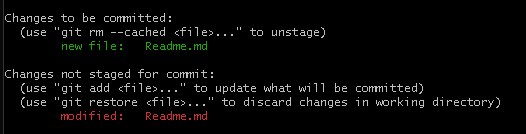 Changes to be committed:
(use "git rm --cached <file>..." to unstage)
new file: Readme.md
Changes not staged for commit:
(use "git add <file>..." to update what will be committed)
(use "git restore <file>..." to discard changes in working directory)
modified: Readme.md